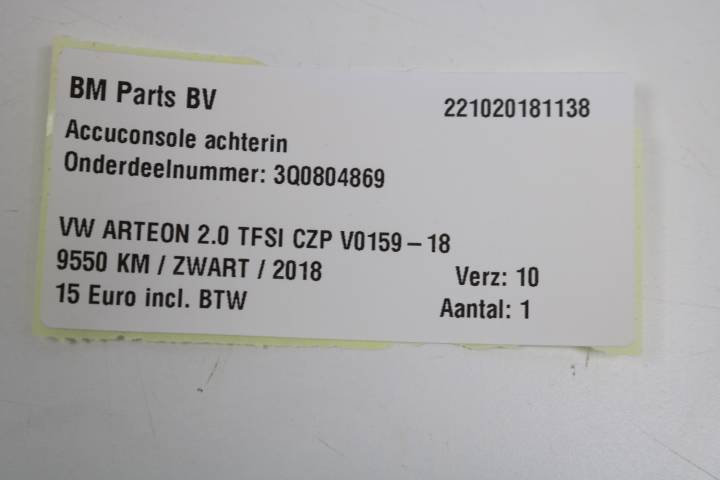 BM Parts BV 221020181138
Accuconsole achterin
Onderdeelnummer: 3Q0804869
VW ARTEON 2.0 TFSI CZP V0159-18
9550 KM / ZWART / 2018 Verz: 10
15 Euro incl. BTW Aantal: 1